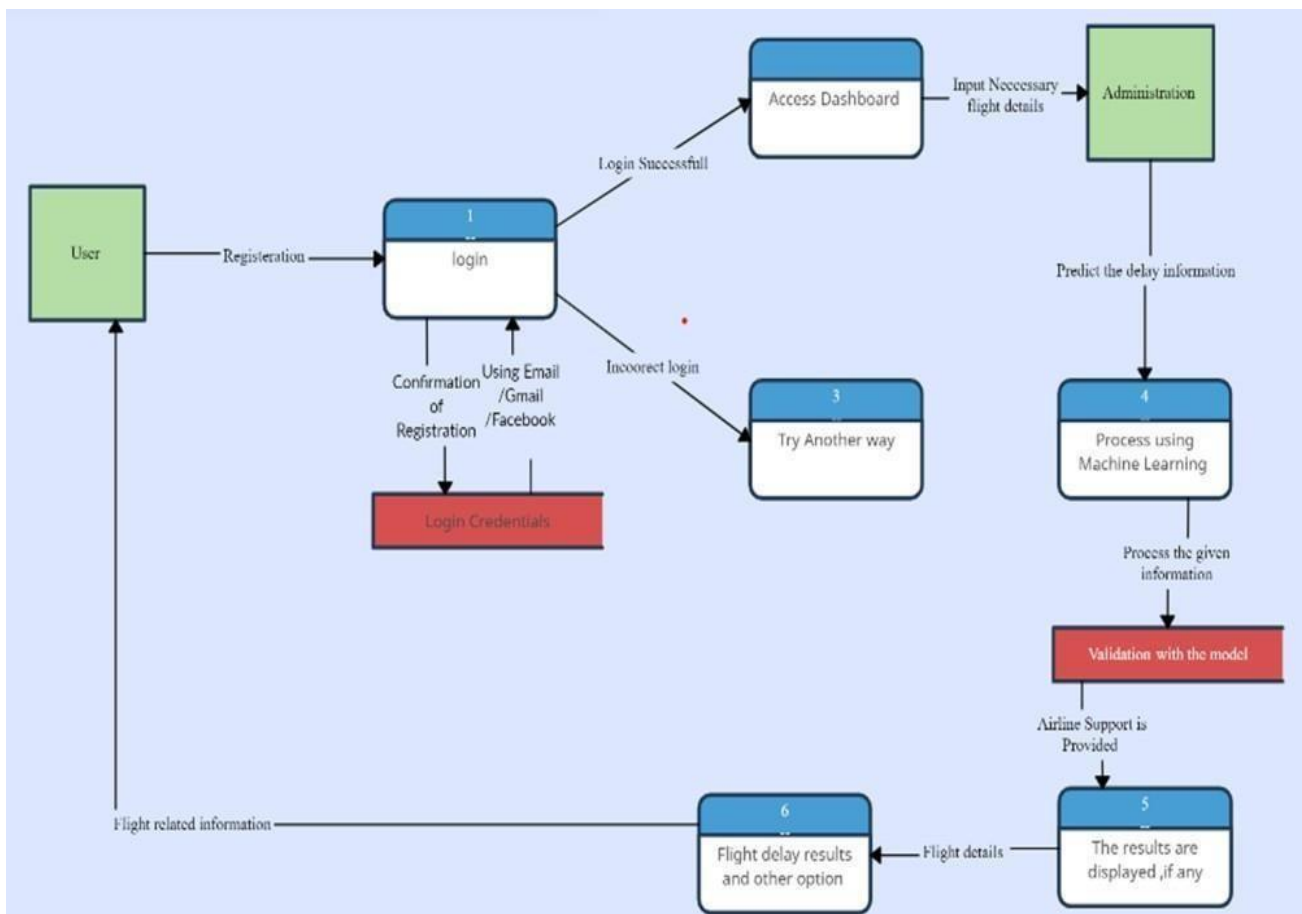 Access Dashboard
Input Neccessary
flight details
Administration
Login Successfull
User
Registeration
1
login
Predict the delay information
Incoorect login
Confirmation
of
Registration
Using Email
/Gmail
/Facebook
3
Try Another way
4
Process using
Machine Learning
Login Credentials
Process the given
information
Validation with the model
Airline Support is
Provided
5
The results are
displayed ,if any
Flight details
6
Flight delay results
and other option
Flight related information